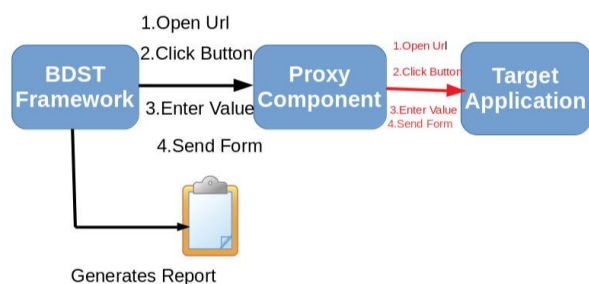 1.Open Url
2.Click Button
3.Enter Value
4.Send Form
BDST
Framework
Proxy
Component
1.Open Url
2.Click Button
3.Enter Value
4.Send Form
Target
Application
Generates Report